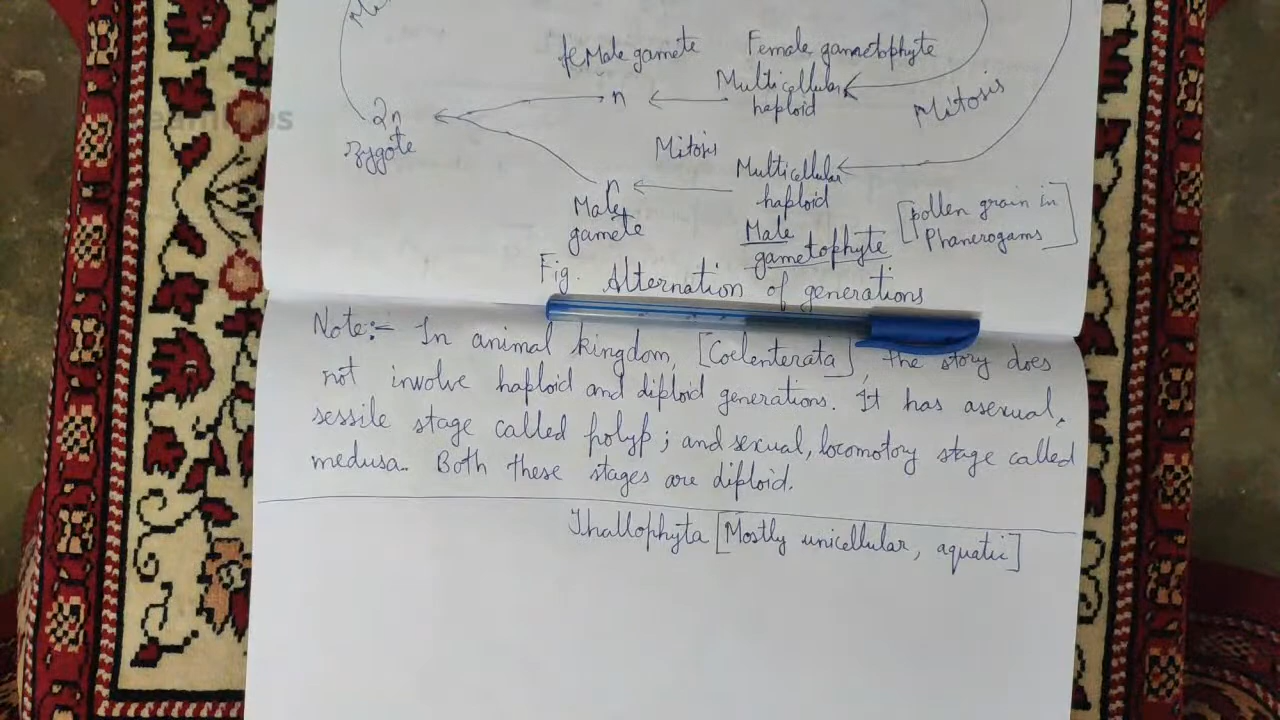 female gamete
Female gamaetophyte
n
Multicellular
haploid
Mitosis
2n
zygote
Mitosis
Multicellular
haploid
n
Male
gamete
Male
gametophyte
[pollen grain in
Phanerogams]
Fig. Alternation of generations
Note:- In animal kingdom, [Coelenterata], the story does
not involve haploid and diploid generations. It has asexual,
sessile stage called polyp; and sexual, locomotory stage called
medusa. Both these stages are diploid.
Thallophyta [Mostly unicellular, aquatic]